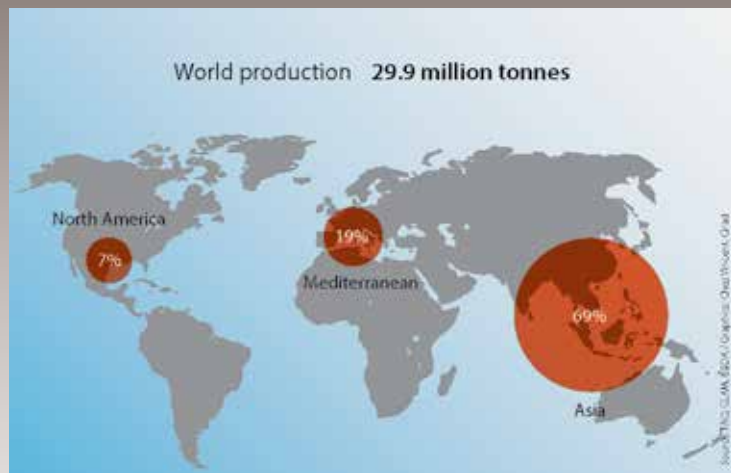 World production 29.9 million tonnes
North America
7%
19%
Mediterranean
69%
Asia